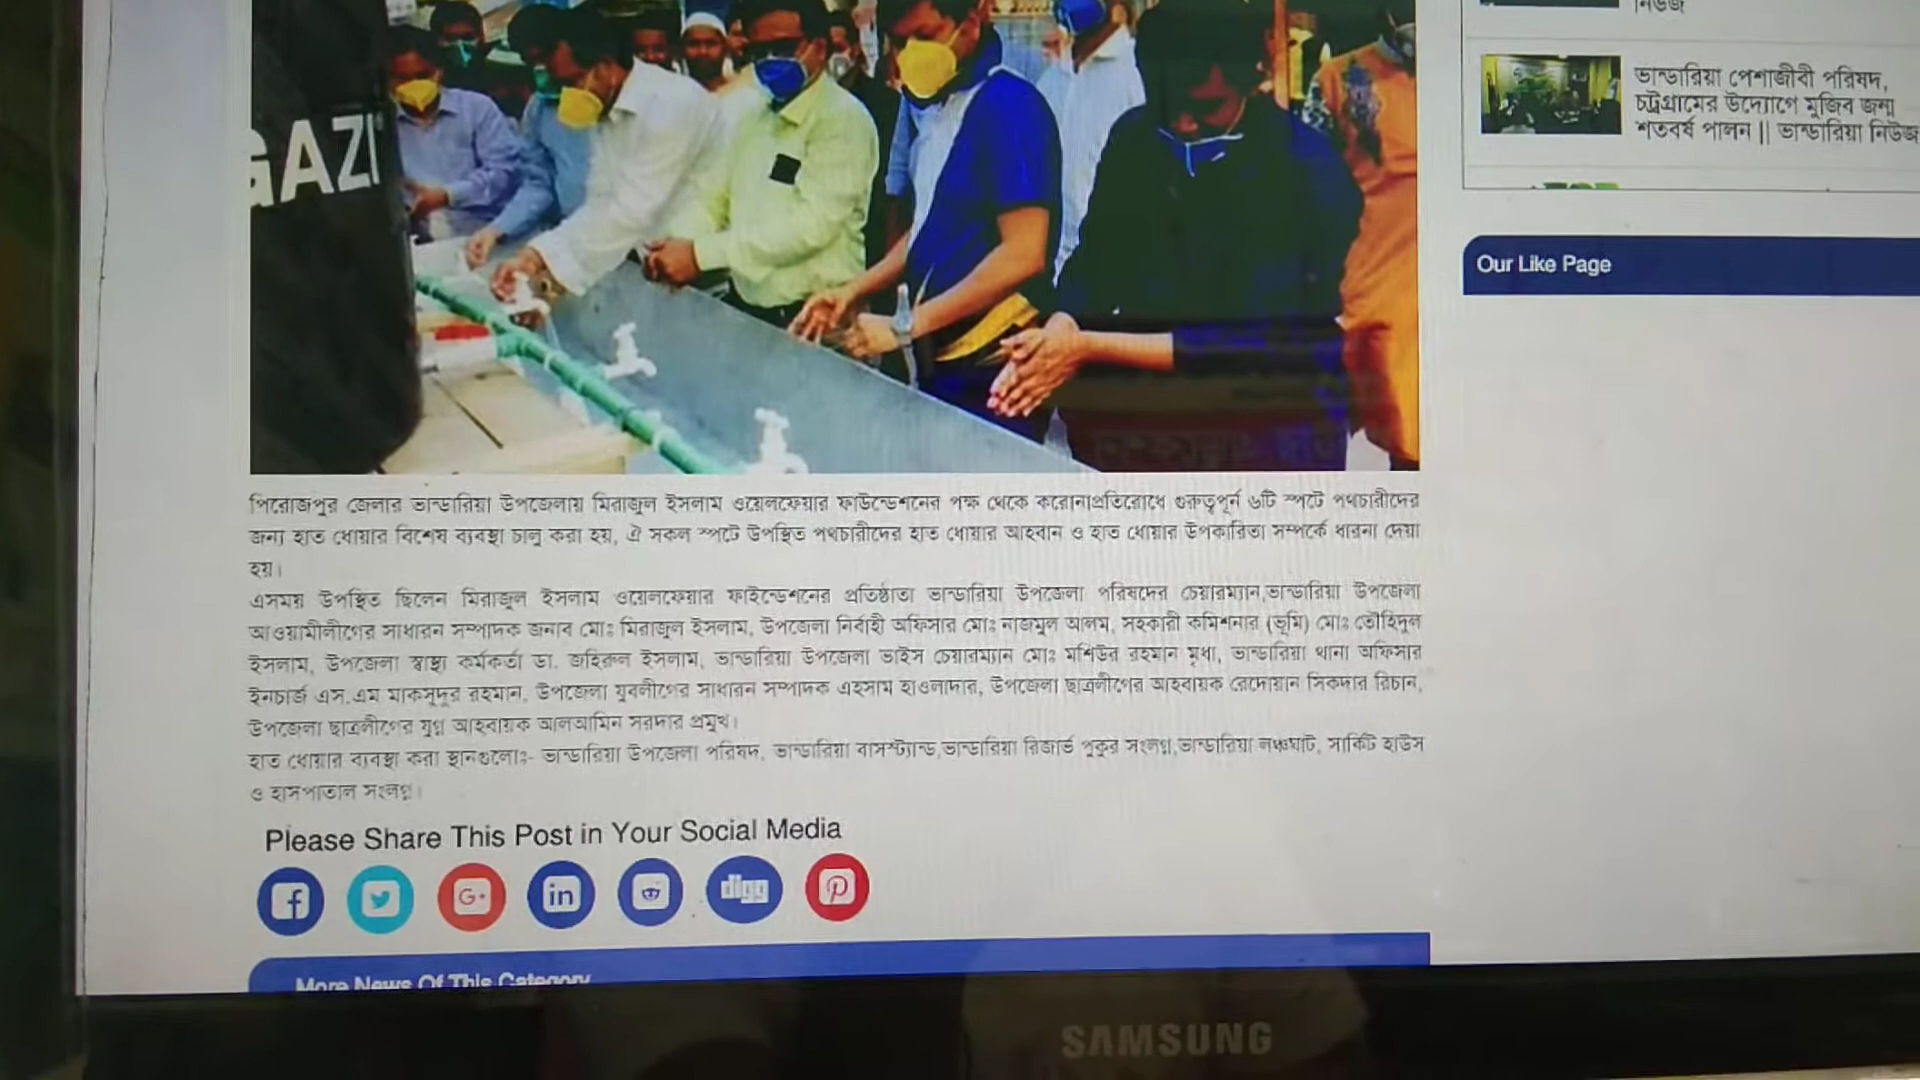 নিউজ
ভান্ডারিয়া পেশাজীবী পরিষদ,
চট্রগ্রামের উদ্যোগে মুজিব জন্ম
শতবর্ষ পালন || ভান্ডারিয়া নিউজ
GAZI
Our Like Page
পিরোজপুর জেলার ভান্ডারিয়া উপজেলায় মিরাজুল ইসলাম ওয়েলফেয়ার ফাউন্ডেশনের পক্ষ থেকে করোনাপ্রতিরোধে গুরুত্বপূর্ন ৬টি স্পটে পথচারীদের
জন্য হাত ধোয়ার বিশেষ ব্যবস্থা চালু করা হয়, ঐ সকল স্পটে উপস্থিত পথচারীদের হাত ধোয়ার আহবান ও হাত ধোয়ার উপকারিতা সম্পর্কে ধারনা দেয়া
হয়।
এসময় উপস্থিত ছিলেন মিরাজুল ইসলাম ওয়েলফেয়ার ফাইন্ডেশনের প্রতিষ্ঠাতা ভান্ডারিয়া উপজেলা পরিষদের চেয়ারম্যান,ভান্ডারিয়া উপজেলা
আওয়ামীলীগের সাধারন সম্পাদক জনাব মোঃ মিরাজুল ইসলাম, উপজেলা নির্বাহী অফিসার মোঃ নাজমুল আলম, সহকারী কমিশনার (ভূমি) মোঃ তৌহিদুল
ইসলাম, উপজেলা স্বাস্থ্য কর্মকর্তা ডা. জহিরুল ইসলাম, ভান্ডারিয়া উপজেলা ভাইস চেয়ারম্যান মোঃ মশিউর রহমান মৃধা, ভান্ডারিয়া থানা অফিসার
ইনচার্জ এস.এম মাকসুদুর রহমান, উপজেলা যুবলীগের সাধারন সম্পাদক এহসাম হাওলাদার, উপজেলা ছাত্রলীগের আহবায়ক রেদোয়ান সিকদার রিচান,
উপজেলা ছাত্রলীগের যুগ্ন আহবায়ক আলআমিন সরদার প্রমুখ।
হাত ধোয়ার ব্যবস্থা করা স্থানগুলোঃ- ভান্ডারিয়া উপজেলা পরিষদ, ভান্ডারিয়া বাসস্ট্যান্ড,ভান্ডারিয়া রিজার্ভ পুকুর সংলগ্ন,ভান্ডারিয়া লঞ্চঘাট, সার্কিট হাউস
ও হাসপাতাল সংলগ্ন।
Please Share This Post in Your Social Media
G+
in
digg
More News Of This Category
SAMSUNG